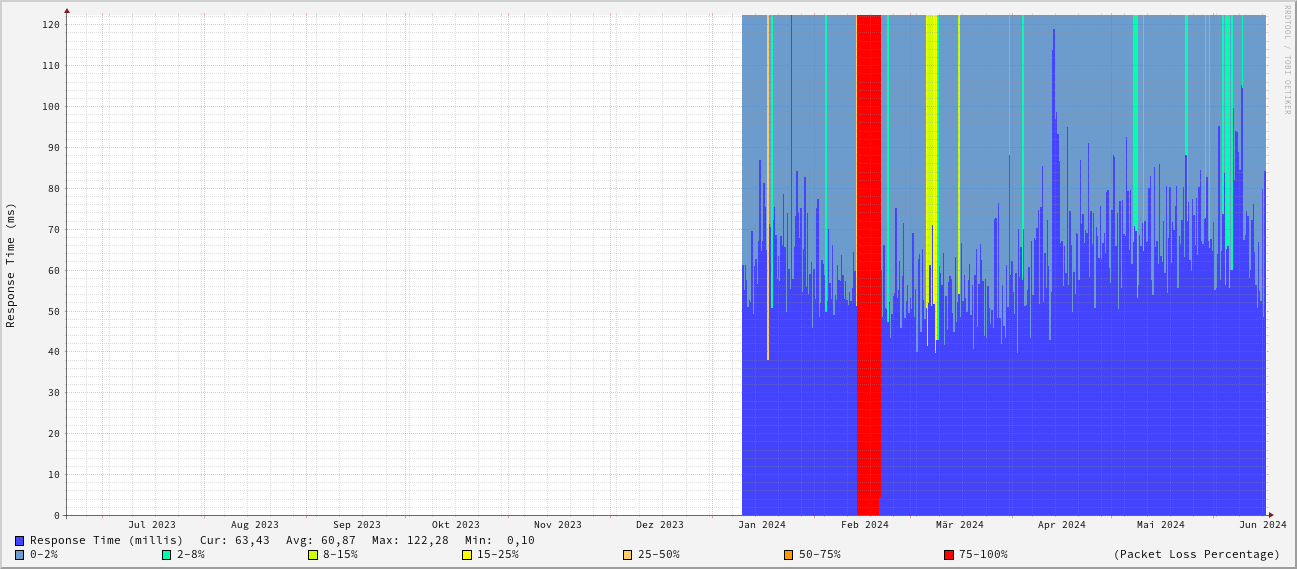 RRDTOOL / TOBI OETIKER
Response Time (ms)
120
110
100
90
80
70
60
50
40
30
20
10
0
Jul 2023 Aug 2023 Sep 2023 Okt 2023 Nov 2023 Dez 2023 Jan 2024 Feb 2024 Mär 2024 Apr 2024 Mai 2024 Jun 2024
Response Time (millis) Cur: 63,43 Avg: 60,87 Max: 122,28 Min: 0,10
0-2% 2-8% 8-15% 15-25% 25-50% 50-75% 75-100% (Packet Loss Percentage)